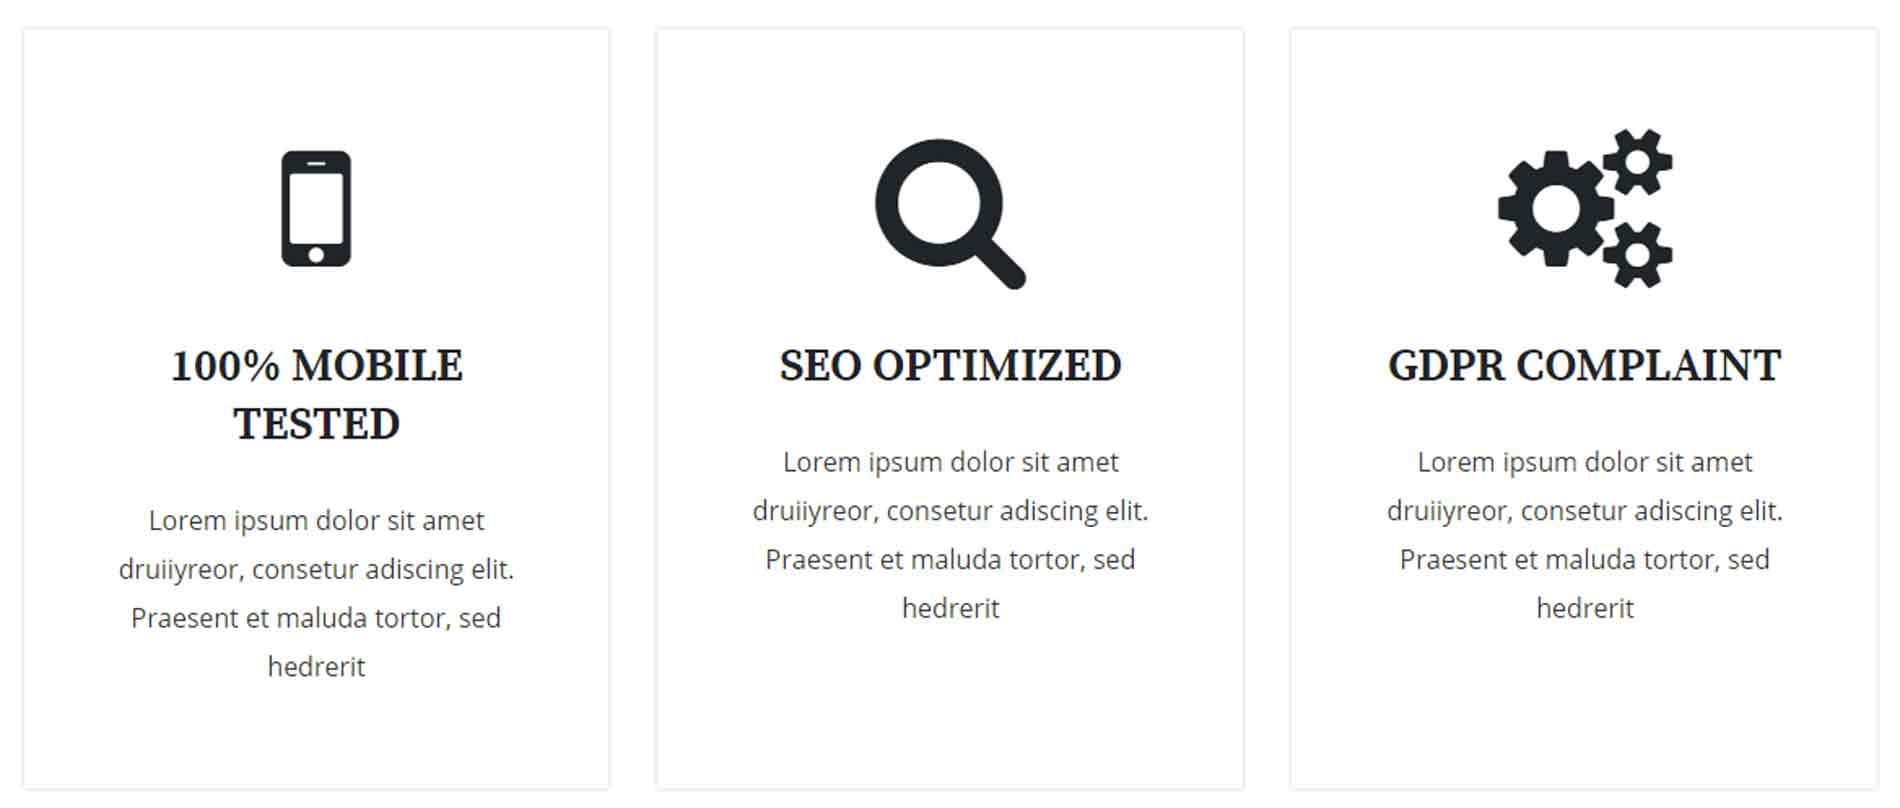 100% MOBILE
TESTED
Lorem ipsum dolor sit amet
druiiyreor, consetur adiscing elit.
Praesent et maluda tortor, sed
hedrerit
SEO OPTIMIZED
Lorem ipsum dolor sit amet
druiiyreor, consetur adiscing elit.
Praesent et maluda tortor, sed
hedrerit
GDPR COMPLAINT
Lorem ipsum dolor sit amet
druiiyreor, consetur adiscing elit.
Praesent et maluda tortor, sed
hedrerit